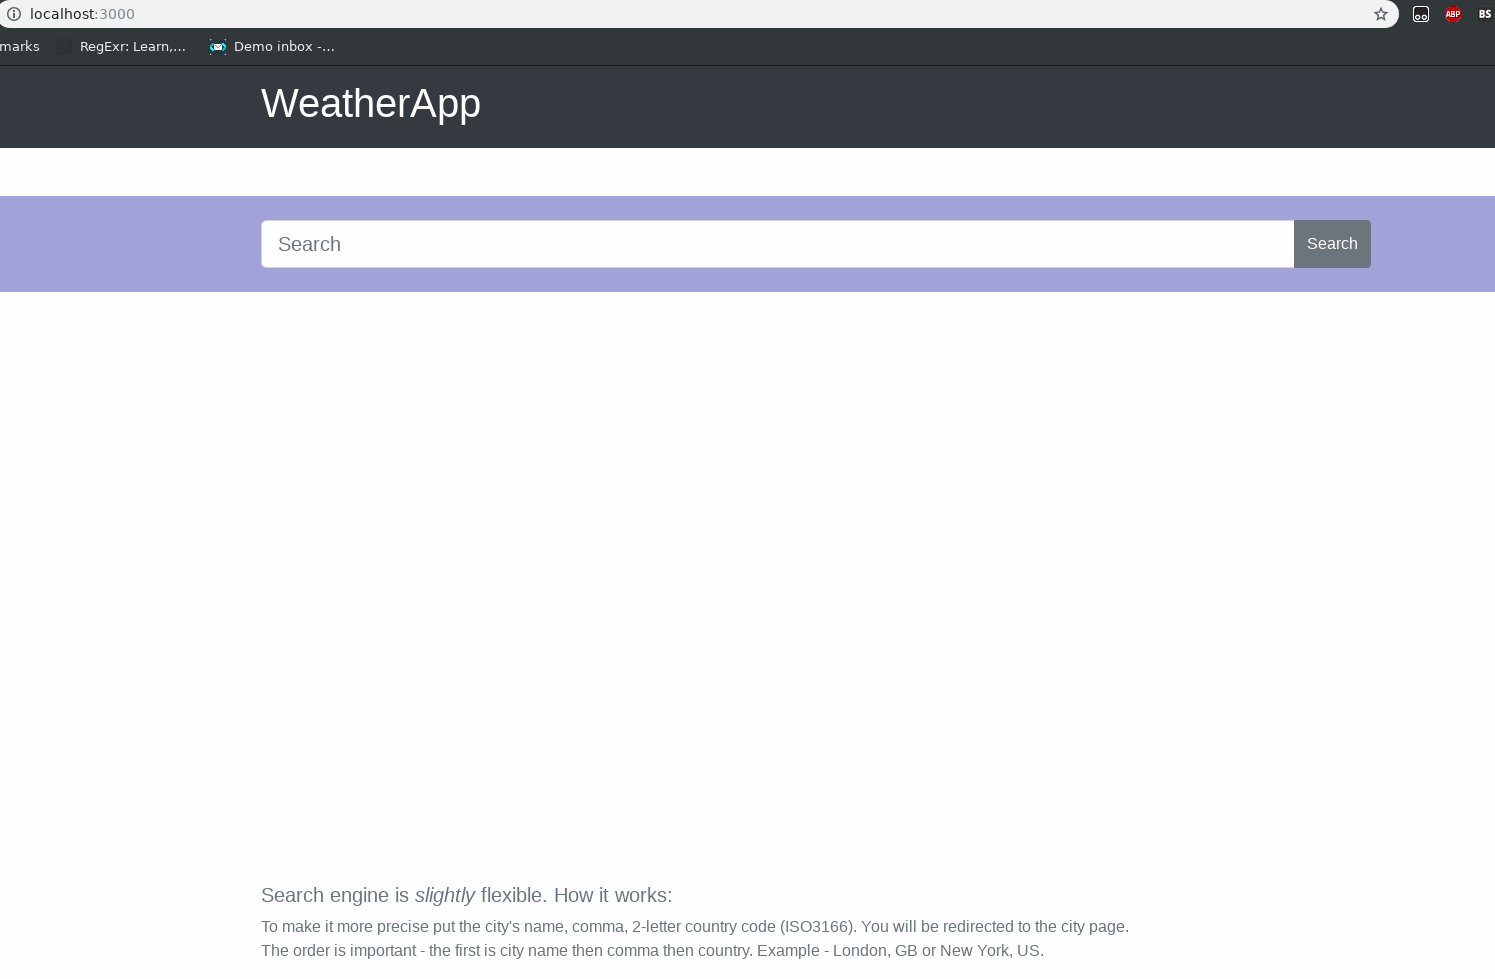 localhost:3000
ABP
BS
marks
RegExr: Learn,...
Demo inbox -...
WeatherApp
Search
Search
Search engine is slightly flexible. How it works:
To make it more precise put the city's name, comma, 2-letter country code (ISO3166). You will be redirected to the city page.
The order is important - the first is city name then comma then country. Example - London, GB or New York, US.